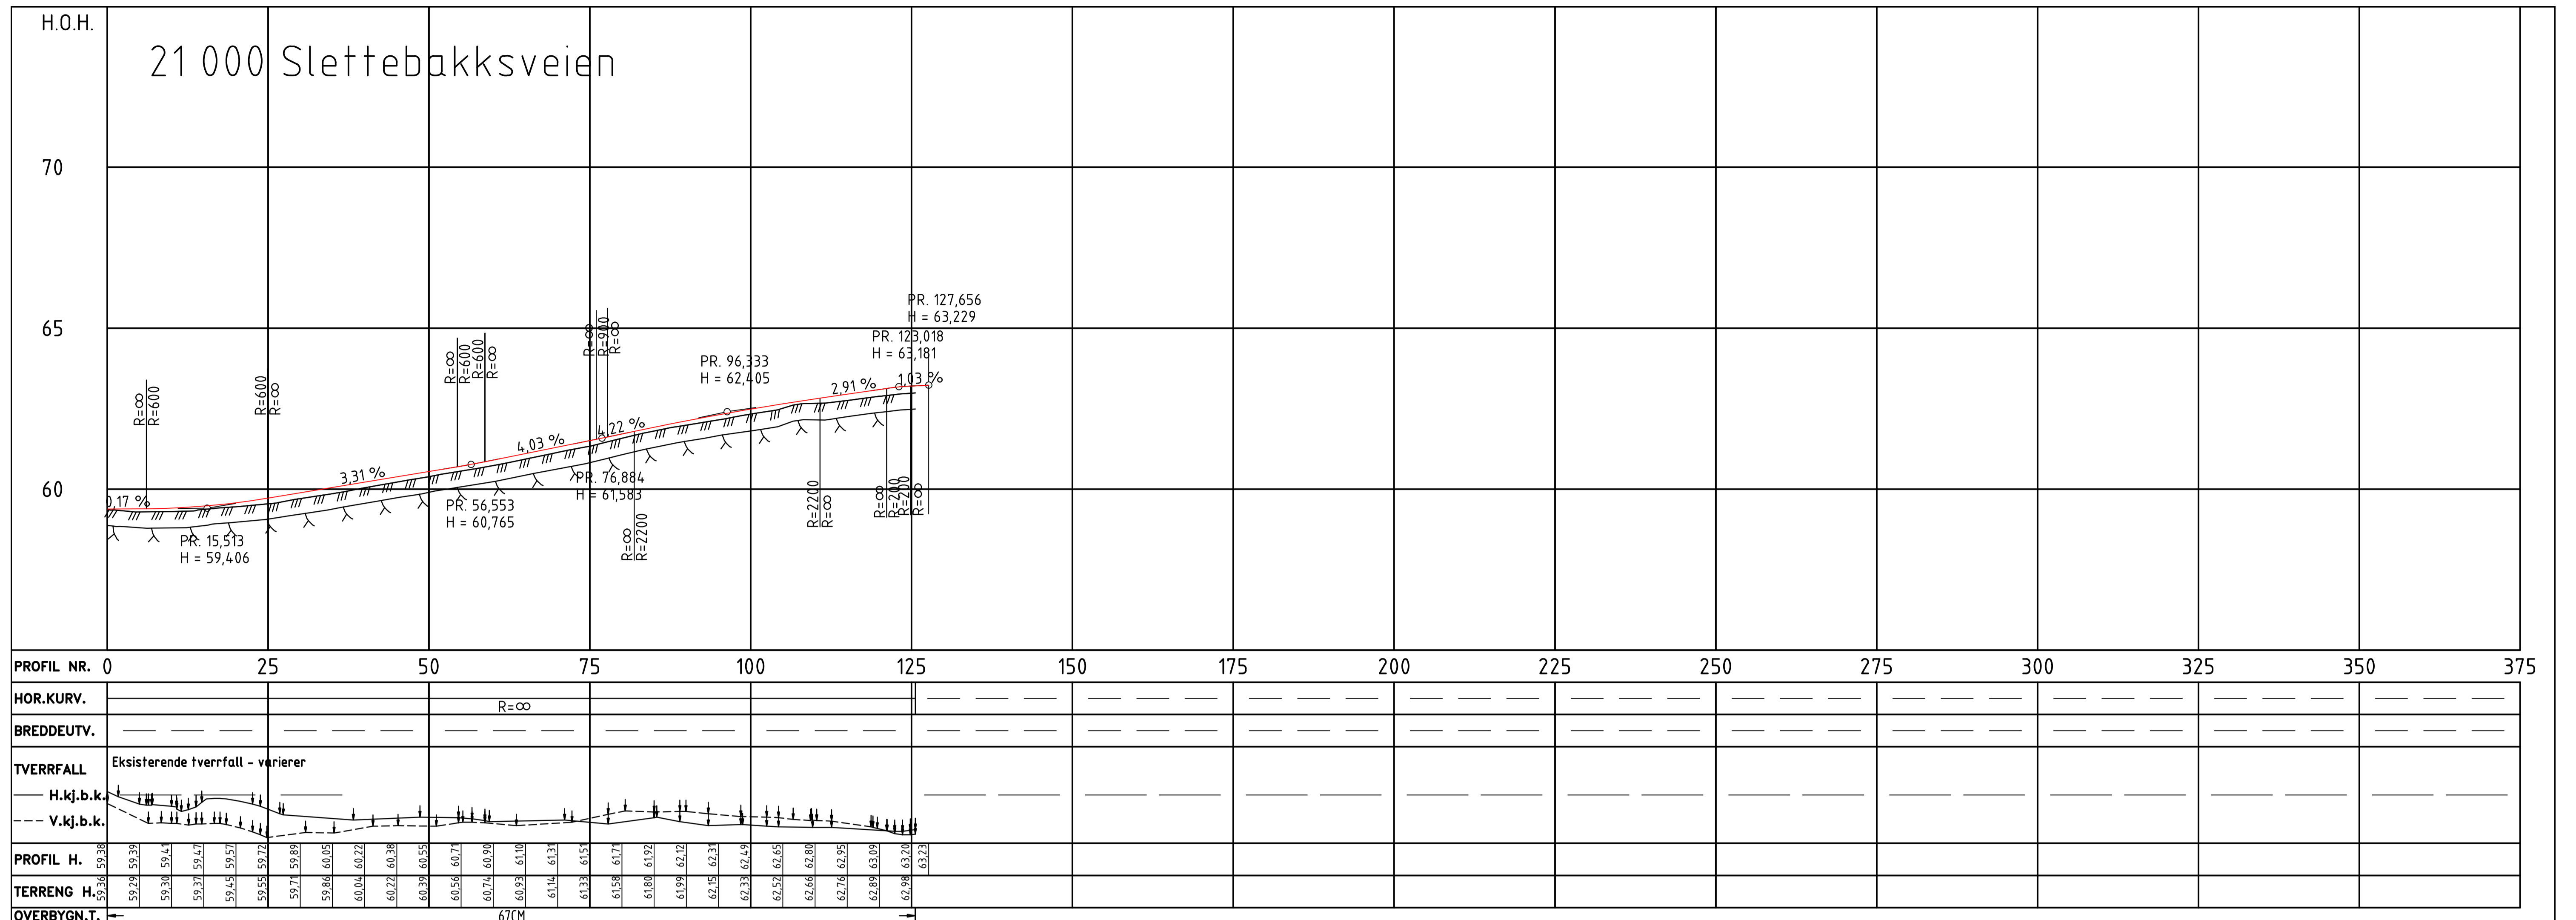 H.O.H.
21 000 Slettebakksveien
70
65
60
PR. 127,656
H = 63,229
PR. 123,018
H = 63,181
PR. 96,333
H = 62,405
R=∞
R=600
R=600
R=∞
R=∞
R=600
R=600
R=∞
R=∞
R=900
R=∞
0,17 %
3,31 %
4,03 %
4,22 %
2,91 %
1,03 %
PR. 76,884
H = 61,583
PR. 56,553
H = 60,765
PR. 15,513
H = 59,406
R=∞
R=2200
R=2200
R=∞
R=∞
R=200
R=200
R=∞
PROFIL NR. 0 25 50 75 100 125 150 175 200 225 250 275 300 325 350 375
HOR.KURV. R=∞
BREDDEUTV.
TVERRFALL Eksisterende tverrfall - varierer
H.kj.b.k.
V.kj.b.k.
PROFIL H. 59,38 59,39 59,41 59,47 59,57 59,72 59,89 60,05 60,22 60,38 60,55 60,71 60,90 61,10 61,31 61,51 61,71 61,92 62,12 62,31 62,49 62,65 62,80 62,95 63,09 63,20 63,23
TERRENG H. 59,36 59,29 59,30 59,37 59,45 59,55 59,71 59,86 60,04 60,22 60,39 60,56 60,74 60,93 61,14 61,33 61,58 61,80 61,99 62,15 62,33 62,52 62,66 62,76 62,89 62,98
OVERBYGN.T. 67CM